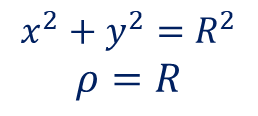 x² + y² = R²
ρ = R